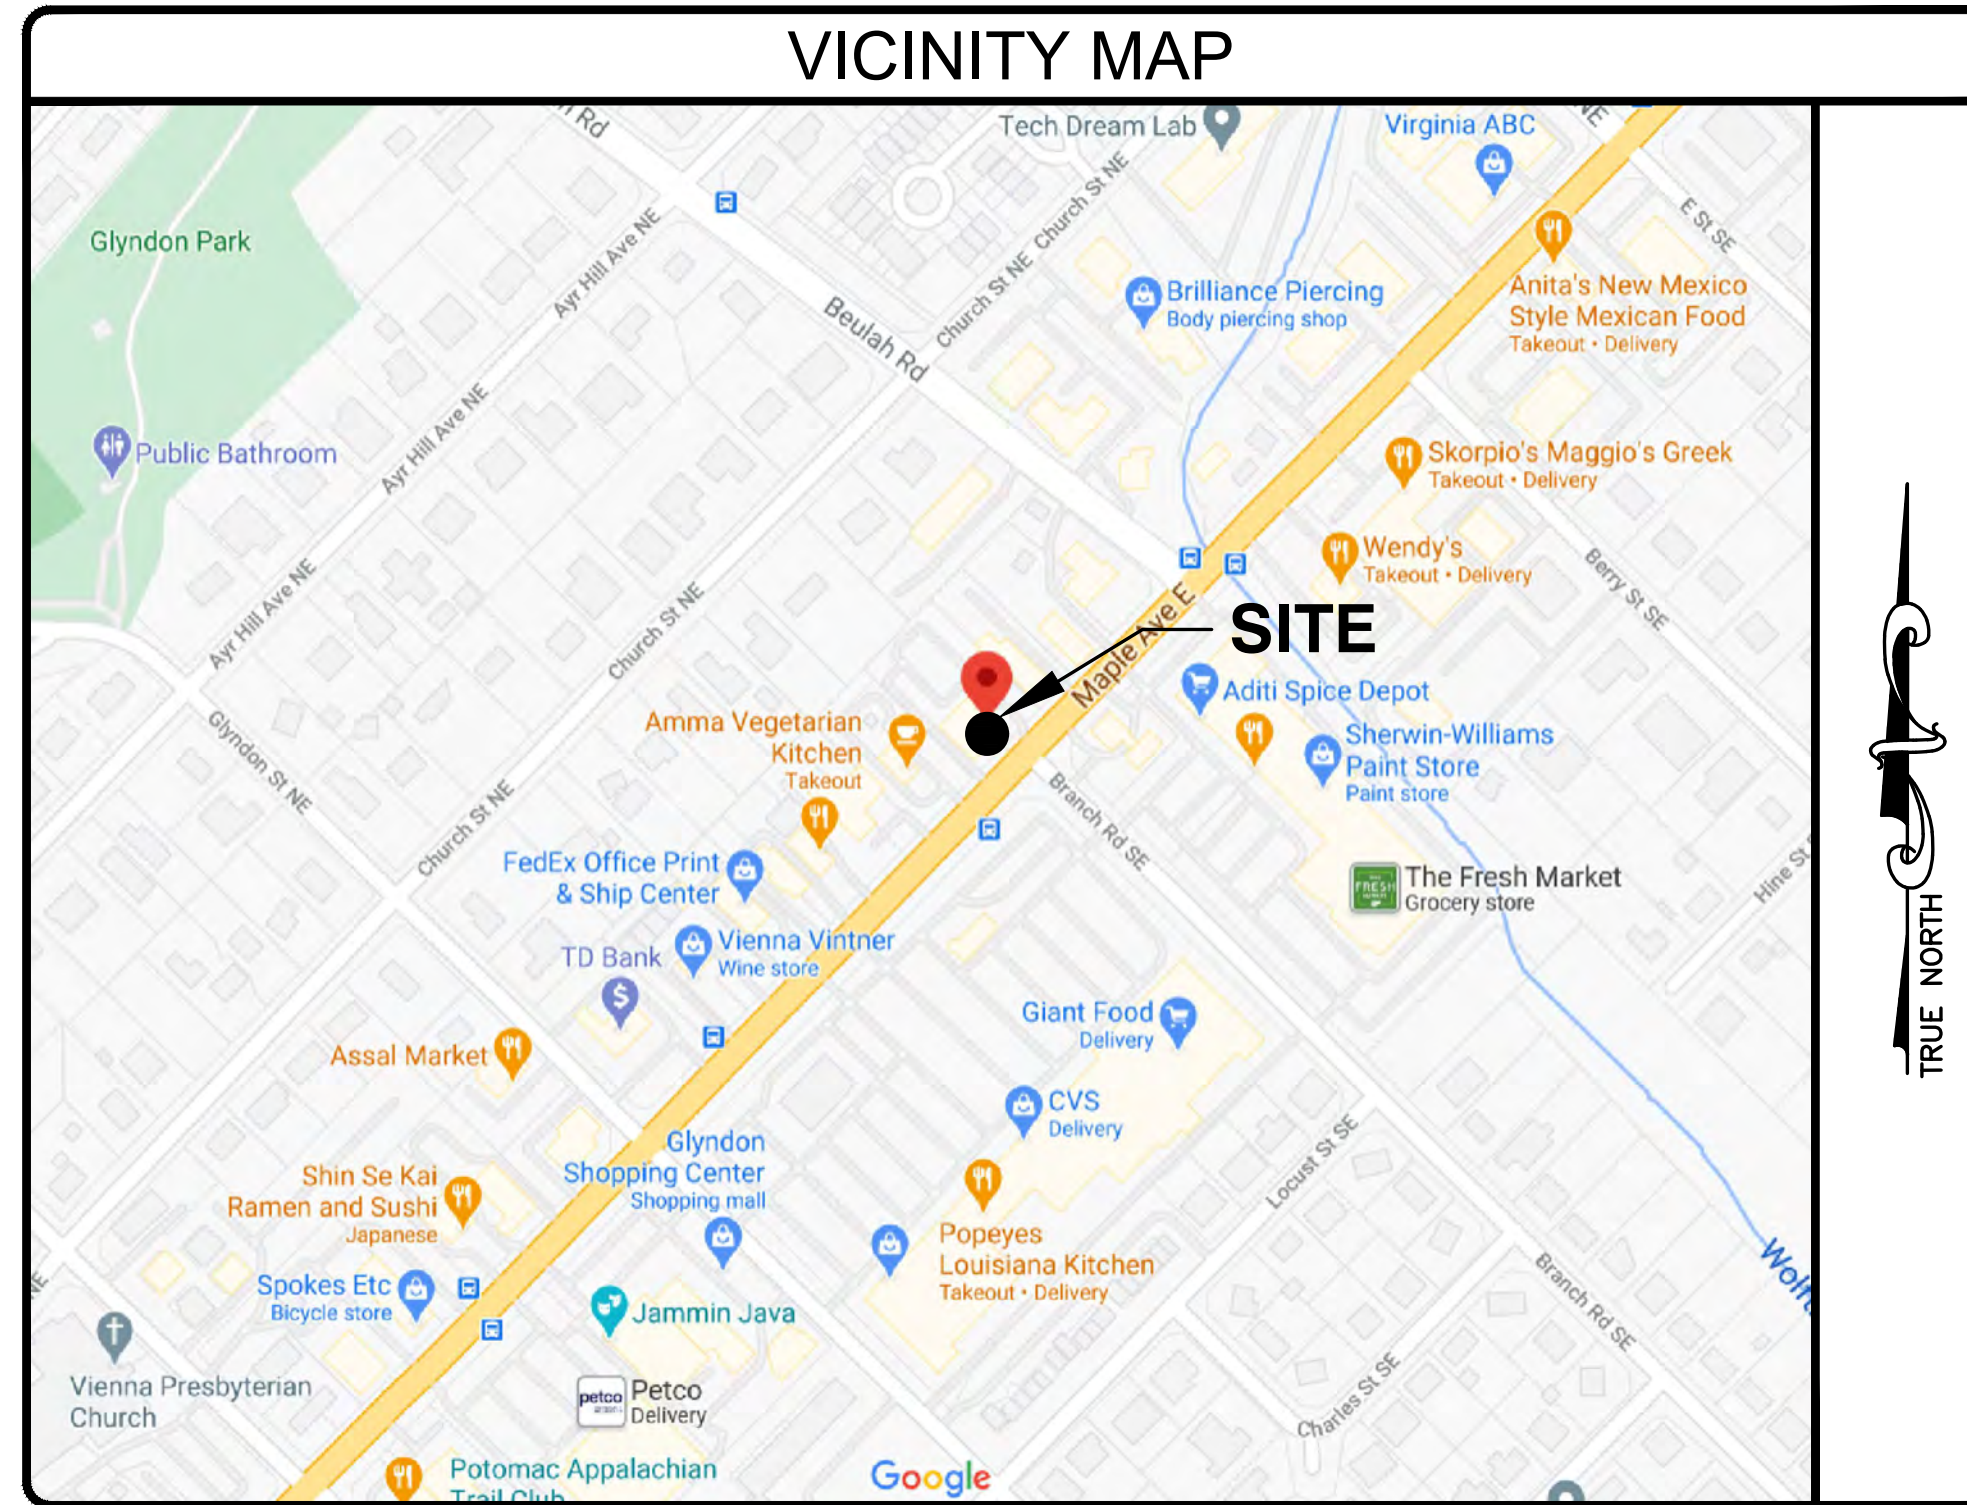 VICINITY MAP
Rd
Tech Dream Lab
Virginia ABC
NE
Church St NE
E St SE
Glyndon Park
Ayr Hill Ave NE
Church St NE
Brilliance Piercing
Body piercing shop
Anita's New Mexico
Style Mexican Food
Takeout • Delivery
Beulah Rd
Public Bathroom
Ayr Hill Ave NE
Skorpio's Maggio's Greek
Takeout • Delivery
Wendy's
Takeout • Delivery
Berry St SE
Ayr Hill Ave NE
Church St NE
Maple Ave E
SITE
Aditi Spice Depot
Amma Vegetarian
Kitchen
Takeout
Sherwin-Williams
Paint Store
Paint store
Glyndon St NE
Church St NE
Branch Rd SE
FedEx Office Print
& Ship Center
FRESH
The Fresh Market
Grocery store
Hine St
TRUE NORTH
Vienna Vintner
Wine store
TD Bank
Giant Food
Delivery
Assal Market
CVS
Delivery
Glyndon
Shopping Center
Shopping mall
Locust St SE
Shin Se Kai
Ramen and Sushi
Japanese
Popeyes
Louisiana Kitchen
Takeout • Delivery
Branch Rd SE
NE
Spokes Etc
Bicycle store
Jammin Java
Vienna Presbyterian
Church
petco
Petco
Delivery
Charles St SE
Potomac Appalachian
Trail Club
Google